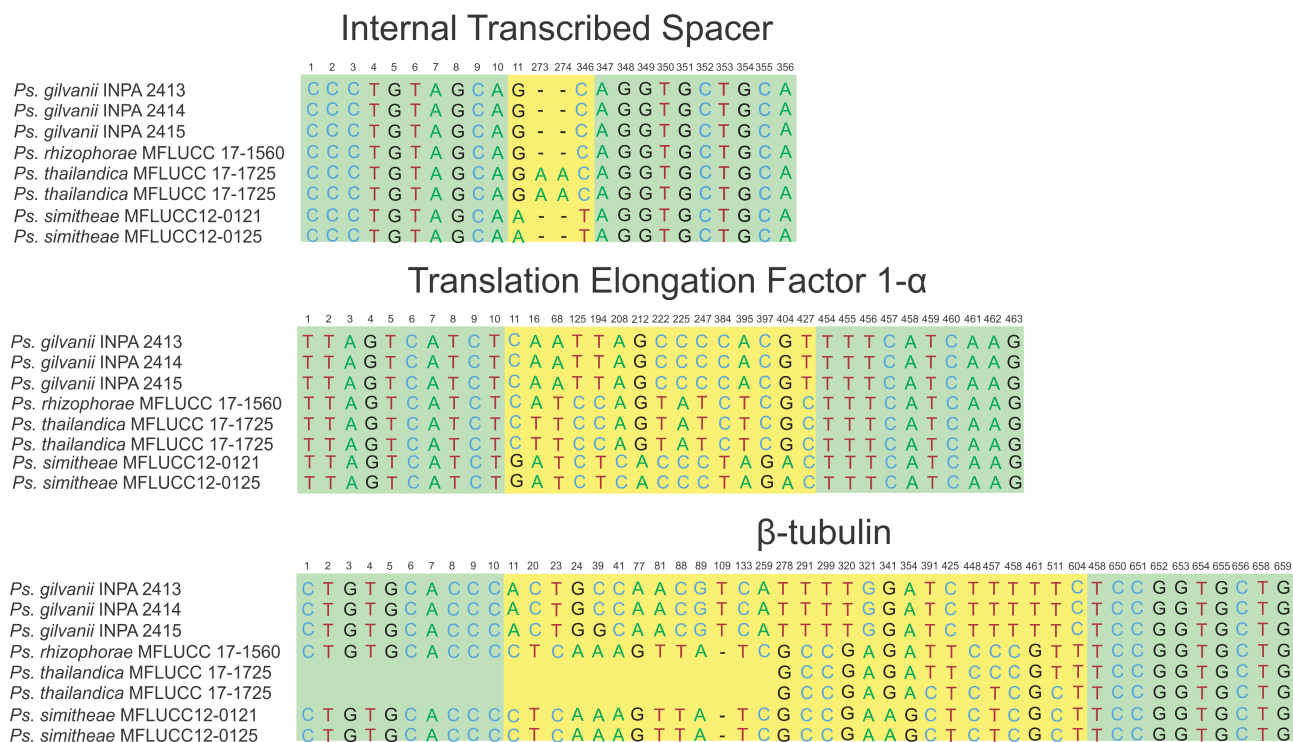 Internal Transcribed Spacer
1 2 3 4 5 6 7 8 9 10 11 273 274 346 347 348 349 350 351 352 353 354 355 356
Ps. gilvanii INPA 2413 C C C T G T A G C A G - - C A G G T G C T G C A
Ps. gilvanii INPA 2414 C C C T G T A G C A G - - C A G G T G C T G C A
Ps. gilvanii INPA 2415 C C C T G T A G C A G - - C A G G T G C T G C A
Ps. rhizophorae MFLUCC 17-1560 C C C T G T A G C A G - - C A G G T G C T G C A
Ps. thailandica MFLUCC 17-1725 C C C T G T A G C A G A A C A G G T G C T G C A
Ps. thailandica MFLUCC 17-1725 C C C T G T A G C A G A A C A G G T G C T G C A
Ps. simitheae MFLUCC12-0121 C C C T G T A G C A A - - T A G G T G C T G C A
Ps. simitheae MFLUCC12-0125 C C C T G T A G C A A - - T A G G T G C T G C A
Translation Elongation Factor 1-α
1 2 3 4 5 6 7 8 9 10 11 16 68 125 194 208 212 222 225 247 384 395 397 404 427 454 455 456 457 458 459 460 461 462 463
Ps. gilvanii INPA 2413 T T A G T C A T C T C A A T T A G C C C C A C G T T T T C A T C A A G
Ps. gilvanii INPA 2414 T T A G T C A T C T C A A T T A G C C C C A C G T T T T C A T C A A G
Ps. gilvanii INPA 2415 T T A G T C A T C T C A A T T A G C C C C A C G T T T T C A T C A A G
Ps. rhizophorae MFLUCC 17-1560 T T A G T C A T C T C A T C C A G T A T C T C G C T T T C A T C A A G
Ps. thailandica MFLUCC 17-1725 T T A G T C A T C T C T T C C A G T A T C T C G C T T T C A T C A A G
Ps. thailandica MFLUCC 17-1725 T T A G T C A T C T C T T C C A G T A T C T C G C T T T C A T C A A G
Ps. simitheae MFLUCC12-0121 T T A G T C A T C T G A T C T C A C C C T A G A C T T T C A T C A A G
Ps. simitheae MFLUCC12-0125 T T A G T C A T C T G A T C T C A C C C T A G A C T T T C A T C A A G
β-tubulin
1 2 3 4 5 6 7 8 9 10 11 20 23 24 39 41 77 81 88 89 109 133 259 278 291 299 320 321 341 354 391 425 448 457 458 461 511 604 458 650 651 652 653 654 655 656 658 659
Ps. gilvanii INPA 2413 C T G T G C A C C C A C T G C C A A C G T C A T T T T G G A T C T T T T T C T C C G G T G C T G
Ps. gilvanii INPA 2414 C T G T G C A C C C A C T G C C A A C G T C A T T T T G G A T C T T T T T C T C C G G T G C T G
Ps. gilvanii INPA 2415 C T G T G C A C C C A C T G G C A A C G T C A T T T T G G A T C T T T T T C T C C G G T G C T G
Ps. rhizophorae MFLUCC 17-1560 C T G T G C A C C C C T C A A A G T T A - T C G C C G A G A T T C C C G T T T C C G G T G C T G
Ps. thailandica MFLUCC 17-1725 G C C G A G A T T C C C G T T T C C G G T G C T G
Ps. thailandica MFLUCC 17-1725 G C C G A G A C T C T C G C T T C C G G T G C T G
Ps. simitheae MFLUCC12-0121 C T G T G C A C C C C T C A A A G T T A - T C G C C G A A G C T C T C G C T T C C G G T G C T G
Ps. simitheae MFLUCC12-0125 C T G T G C A C C C C T C A A A G T T A - T C G C C G A A G C T C T C G C T T C C G G T G C T G